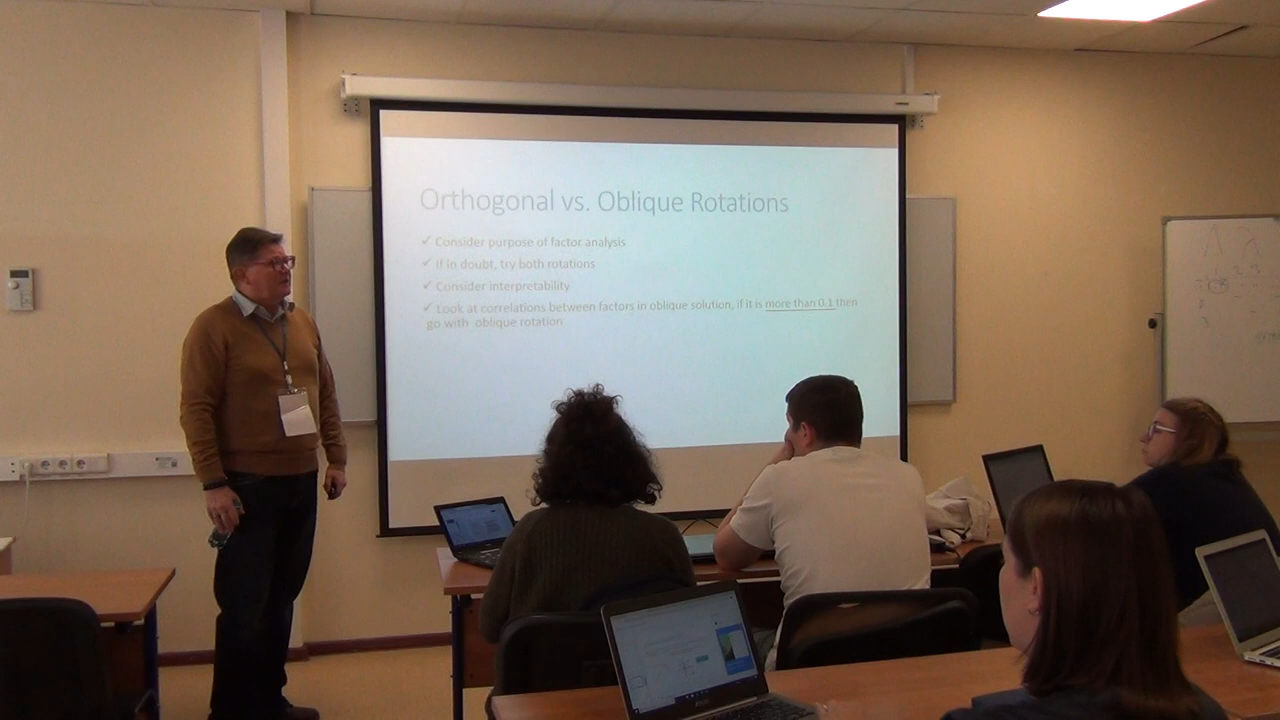 Orthogonal vs. Oblique Rotations
✓ Consider purpose of factor analysis
✓ If in doubt, try both rotations
✓ Consider interpretability
✓ Look at correlations between factors in oblique solution, if it is more than 0.1 then
go with oblique rotation